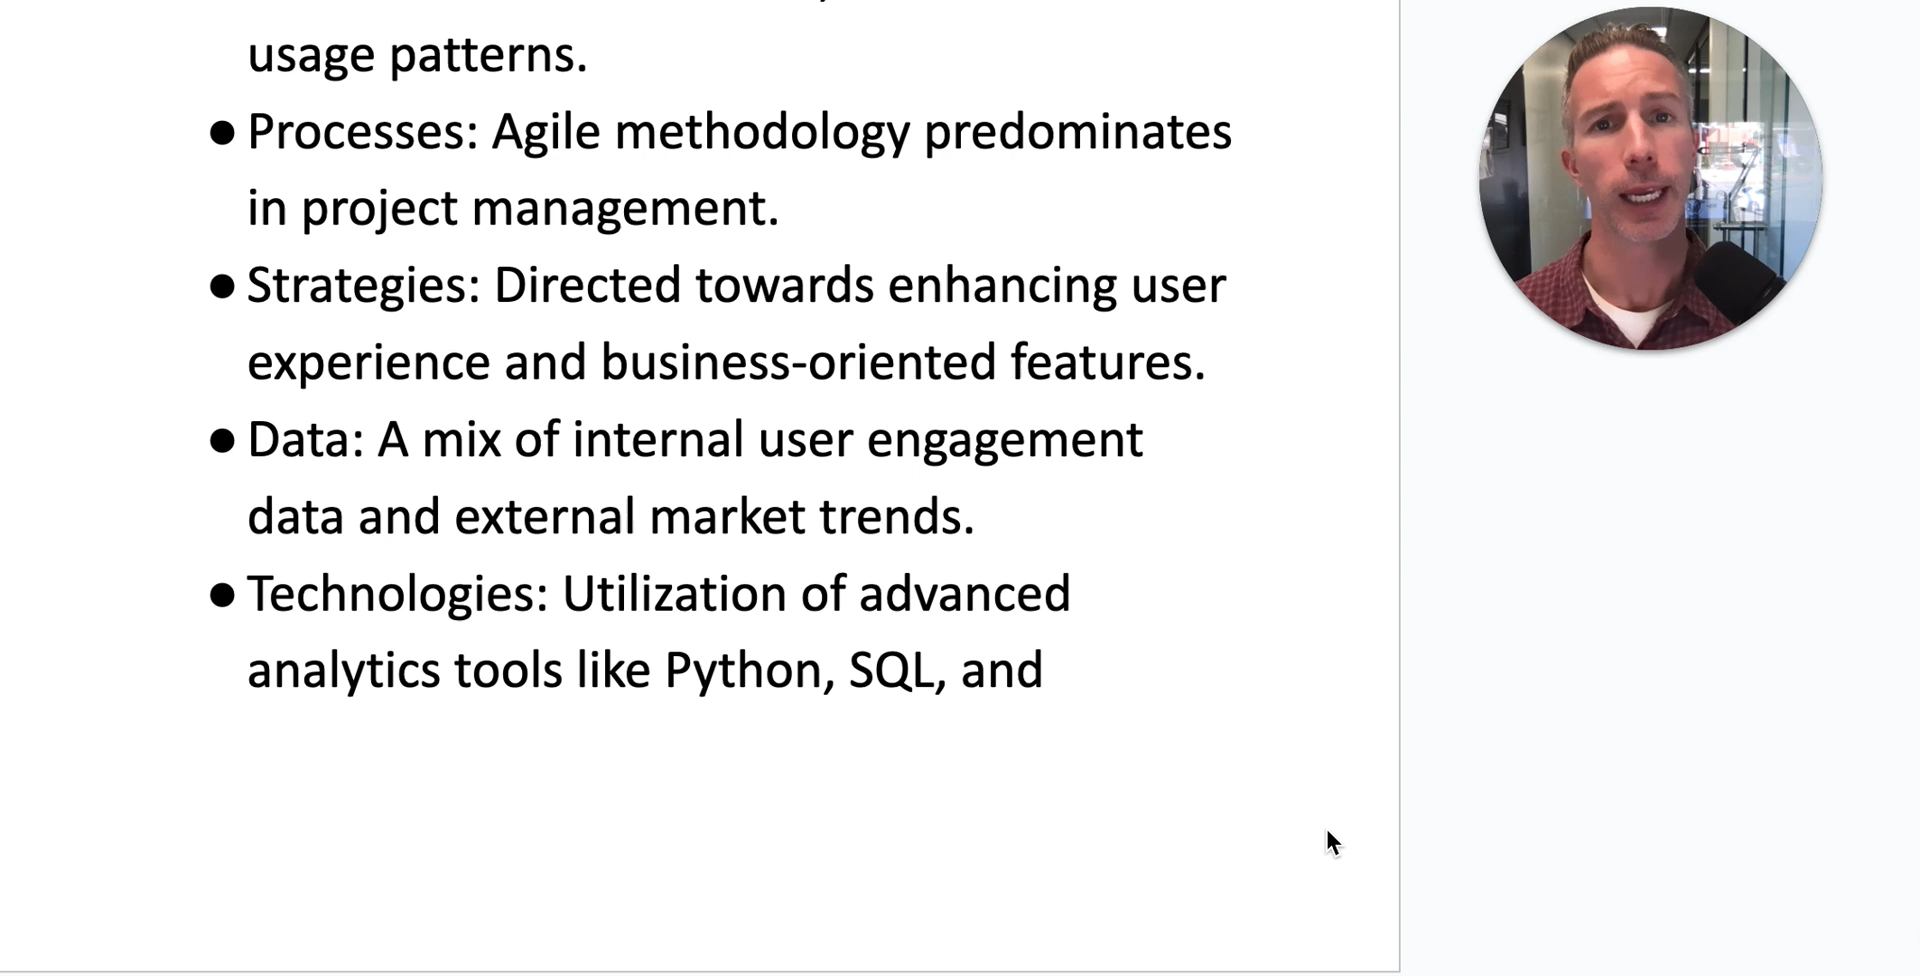 usage patterns.
● Processes: Agile methodology predominates
in project management.
● Strategies: Directed towards enhancing user
experience and business-oriented features.
● Data: A mix of internal user engagement
data and external market trends.
● Technologies: Utilization of advanced
analytics tools like Python, SQL, and